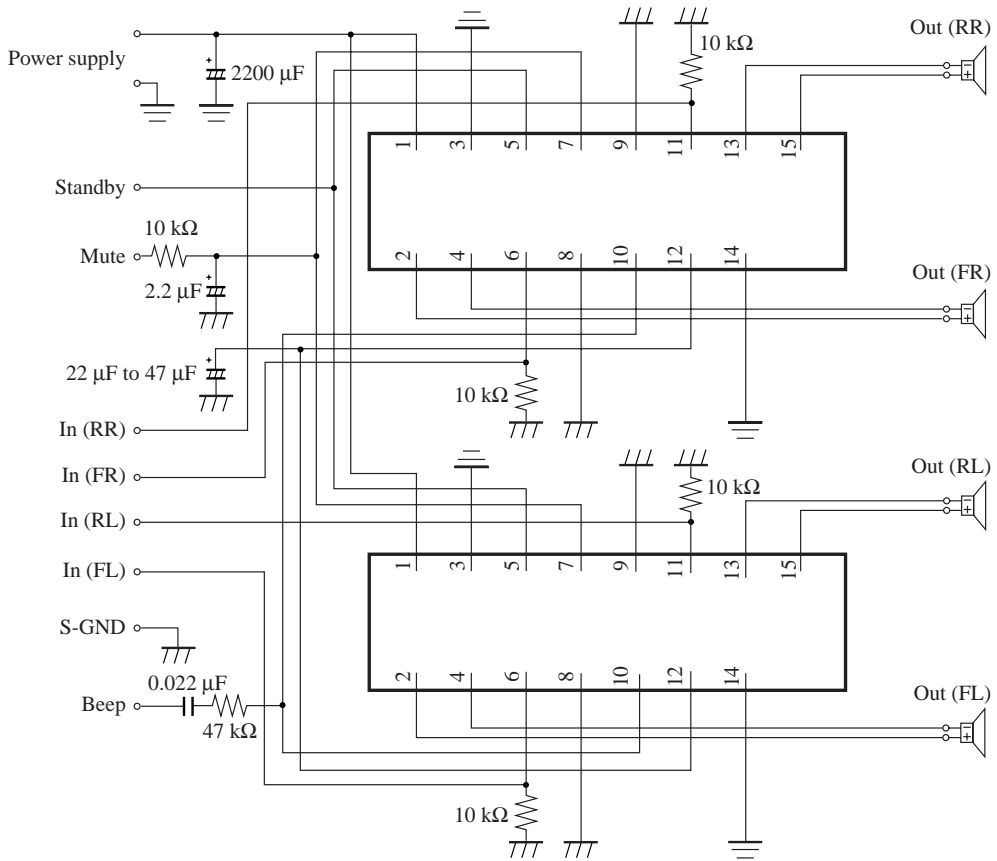 Out (RR)
10 kΩ
Power supply
2200 µF
1
3
5
7
9
11
13
15
Standby
10 kΩ
Mute
2.2 µF
2
4
6
8
10
12
14
Out (FR)
22 µF to 47 µF
10 kΩ
In (RR)
In (FR)
Out (RL)
10 kΩ
In (RL)
In (FL)
1
3
5
7
9
11
13
15
S-GND
0.022 µF
Beep
47 kΩ
2
4
6
8
10
12
14
Out (FL)
10 kΩ